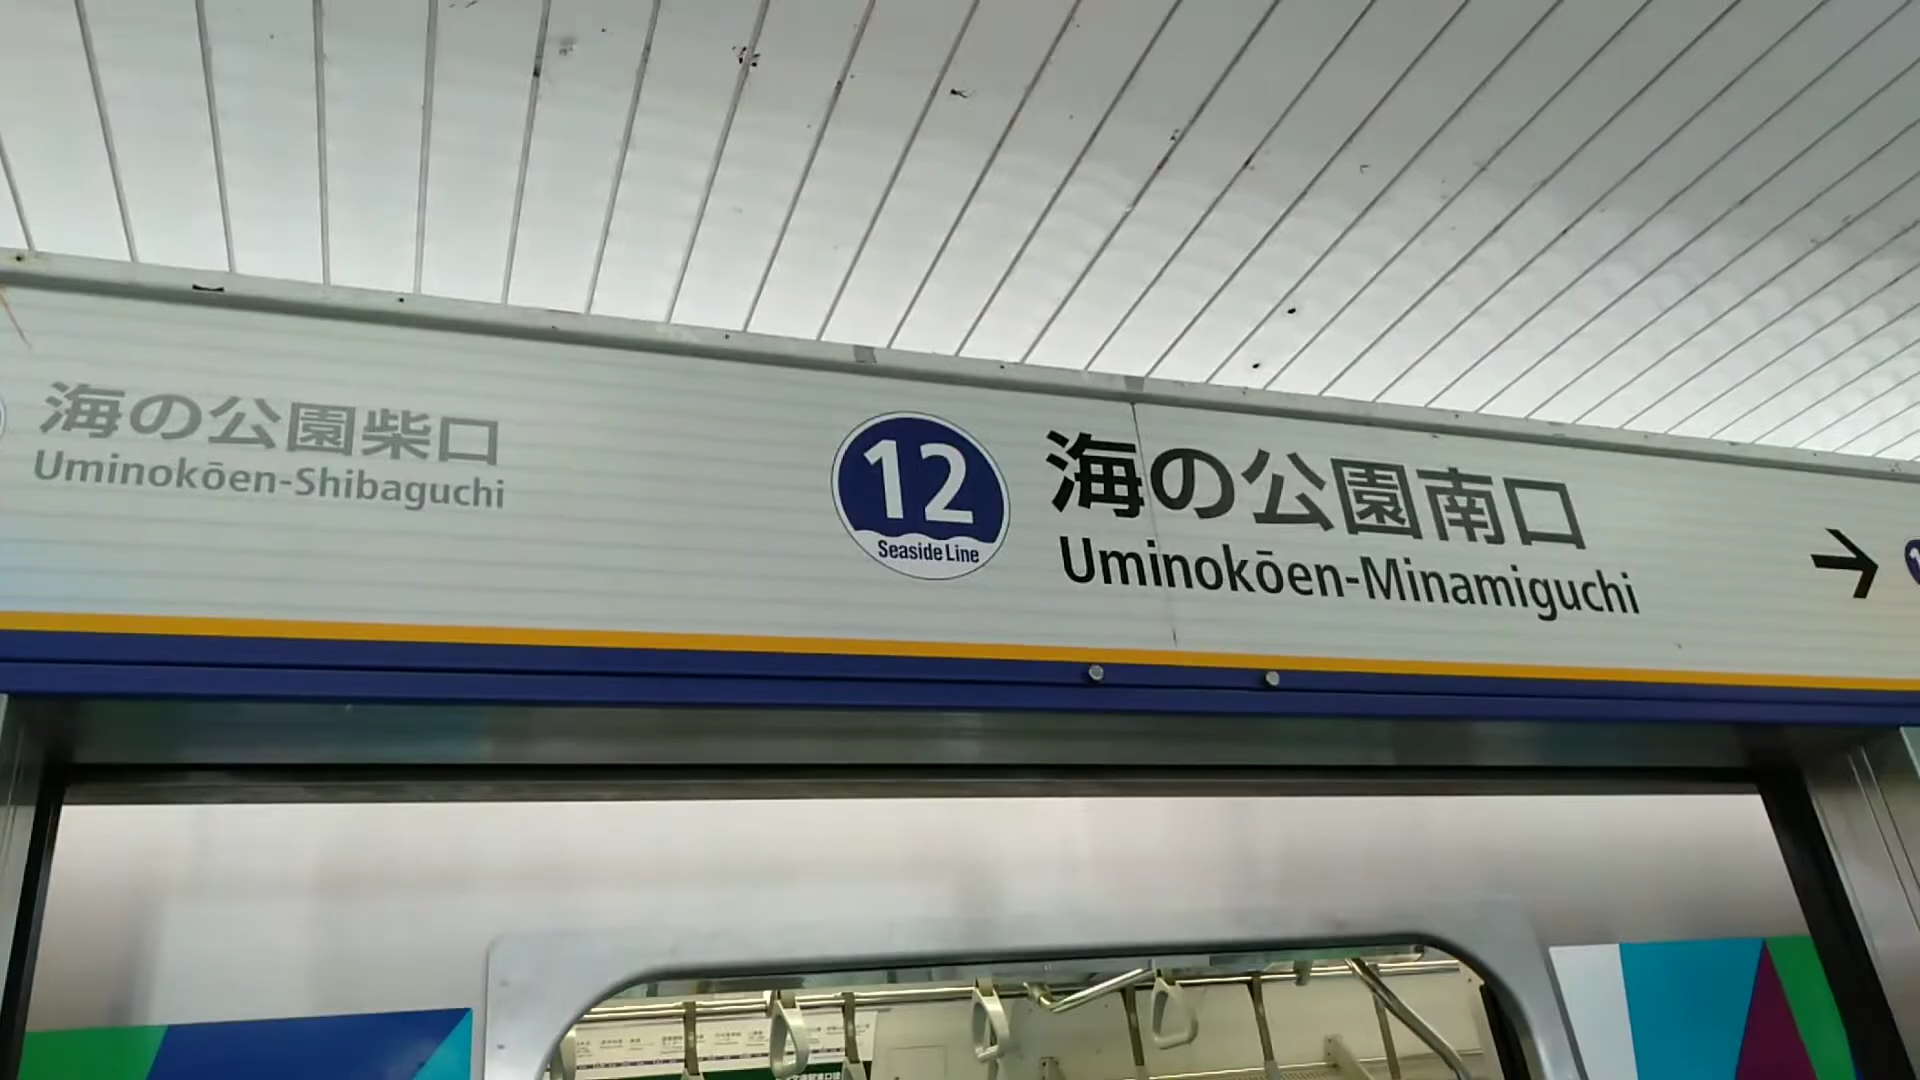 海の公園柴口
Uminokōen-Shibaguchi
12
Seaside Line
海の公園南口
Uminokōen-Minamiguchi
→